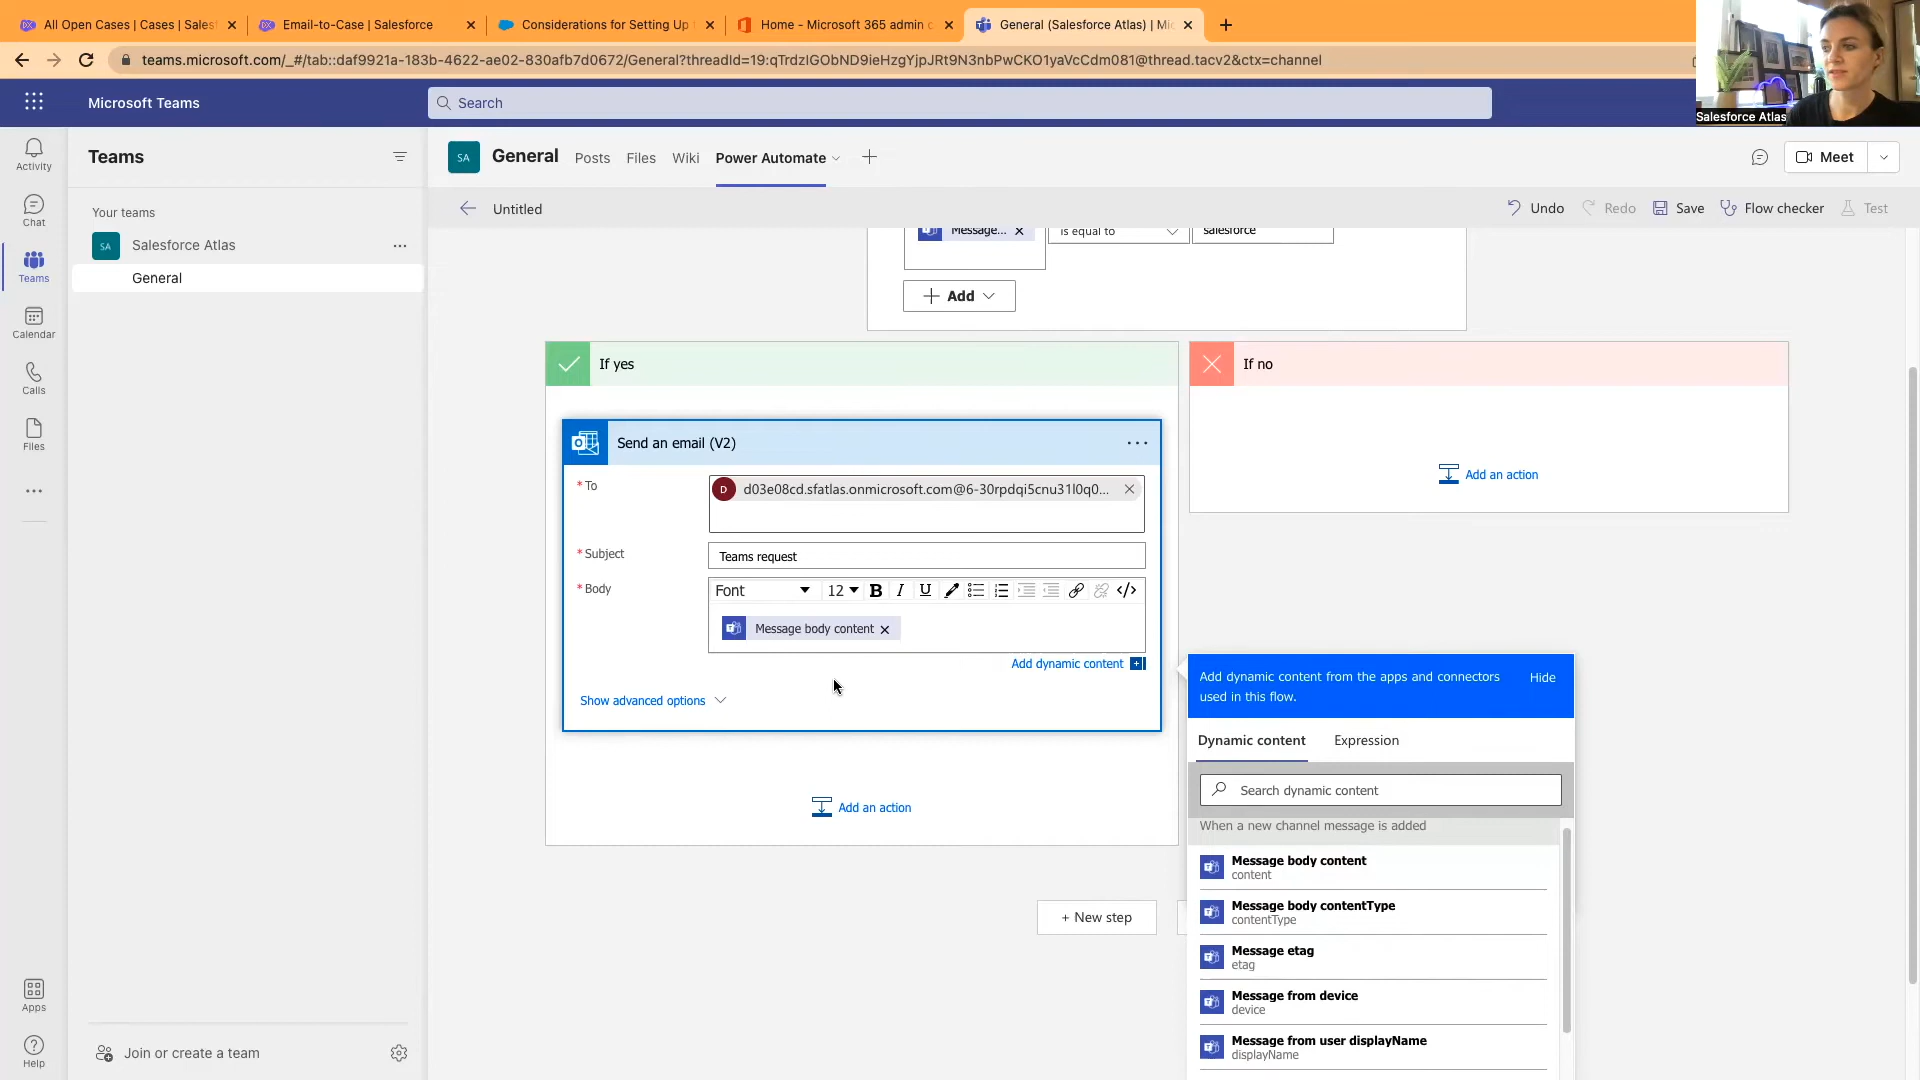 All Open Cases | Cases | Sales
Email-to-Case | Salesforce
Considerations for Setting Up
Home - Microsoft 365 admin c
General (Salesforce Atlas) | Mi
teams.microsoft.com/_#/tab::daf9921a-183b-4622-ae02-830afb7d0672/General?threadId=19:qTrdzIGObND9ieHzgYjpJRt9N3nbPwCKO1yaVcCdm081@thread.tacv2&ctx=channel
Salesforce Atlas
Microsoft Teams
Search
Activity
Chat
Teams
Calendar
Calls
Files
Apps
Help
Teams
Your teams
SA Salesforce Atlas
General
Join or create a team
SA General Posts Files Wiki Power Automate
Meet
Untitled
Undo Redo Save Flow checker Test
Message... is equal to salesforce
Add
If yes
If no
Send an email (V2)
* To
D d03e08cd.sfatlas.onmicrosoft.com@6-30rpdqi5cnu31l0q0...
* Subject
Teams request
* Body
Font 12 B I U </>
Message body content
Add dynamic content
Show advanced options
Add an action
Add an action
+ New step
Add dynamic content from the apps and connectors
used in this flow.
Hide
Dynamic content Expression
Search dynamic content
When a new channel message is added
Message body content
content
Message body contentType
contentType
Message etag
etag
Message from device
device
Message from user displayName
displayName